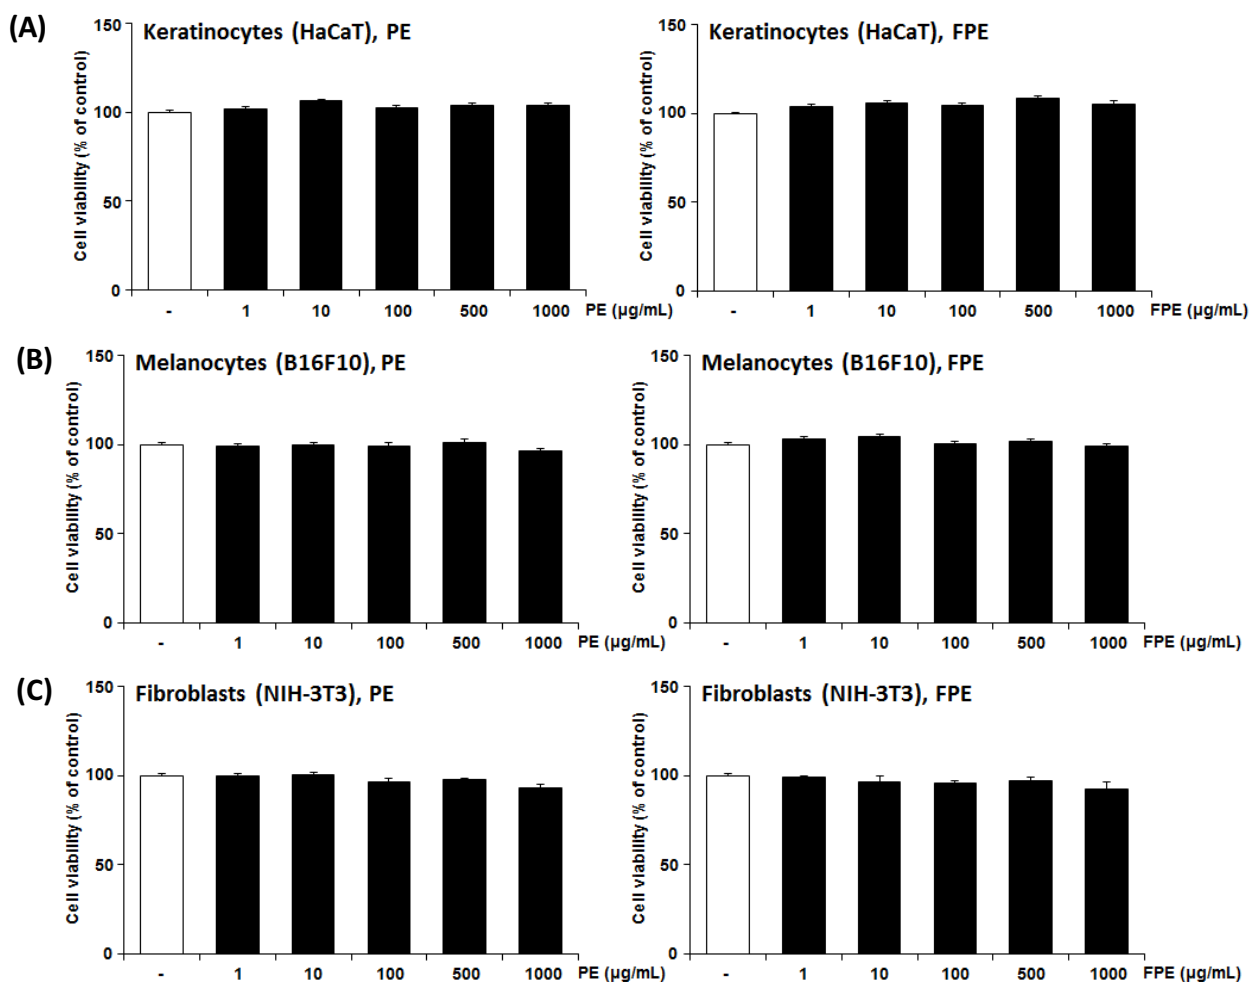 (A)
Keratinocytes (HaCaT), PE
Cell viability (% of control)
150
100
50
0
- 1 10 100 500 1000 PE (µg/mL)
Keratinocytes (HaCaT), FPE
Cell viability (% of control)
150
100
50
0
- 1 10 100 500 1000 FPE (µg/mL)
(B)
Melanocytes (B16F10), PE
Cell viability (% of control)
150
100
50
0
- 1 10 100 500 1000 PE (µg/mL)
Melanocytes (B16F10), FPE
Cell viability (% of control)
150
100
50
0
- 1 10 100 500 1000 FPE (µg/mL)
(C)
Fibroblasts (NIH-3T3), PE
Cell viability (% of control)
150
100
50
0
- 1 10 100 500 1000 PE (µg/mL)
Fibroblasts (NIH-3T3), FPE
Cell viability (% of control)
150
100
50
0
- 1 10 100 500 1000 FPE (µg/mL)